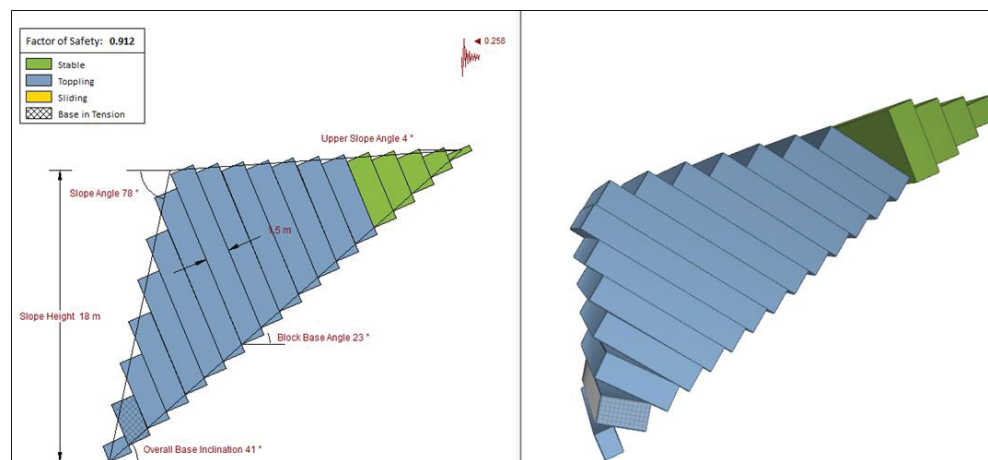 Factor of Safety: 0.912
Stable
Toppling
Sliding
Base in Tension
◄ 0.258
Upper Slope Angle 4 °
Slope Angle 78 °
1.5 m
Slope Height 18 m
Block Base Angle 23 °
Overall Base Inclination 41 °